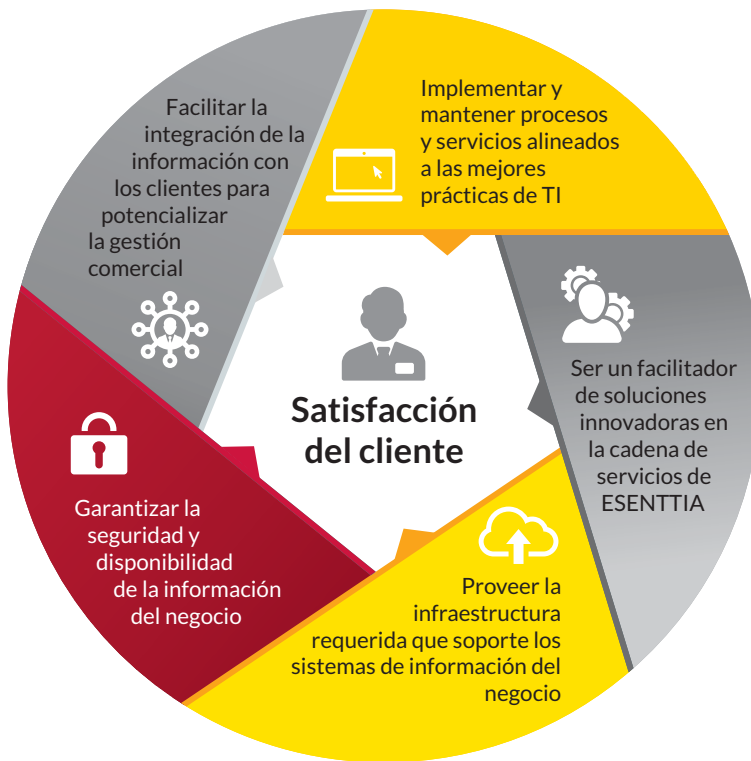 Facilitar la
integración de la
información con
los clientes para
potencializar
la gestión
comercial
Implementar y
mantener procesos
y servicios alineados
a las mejores
prácticas de TI
Ser un facilitador
de soluciones
innovadoras en
la cadena de
servicios de
ESENTTIA
Proveer la
infraestructura
requerida que soporte los
sistemas de información del
negocio
Garantizar la
seguridad y
disponibilidad
de la información
del negocio
Satisfacción
del cliente